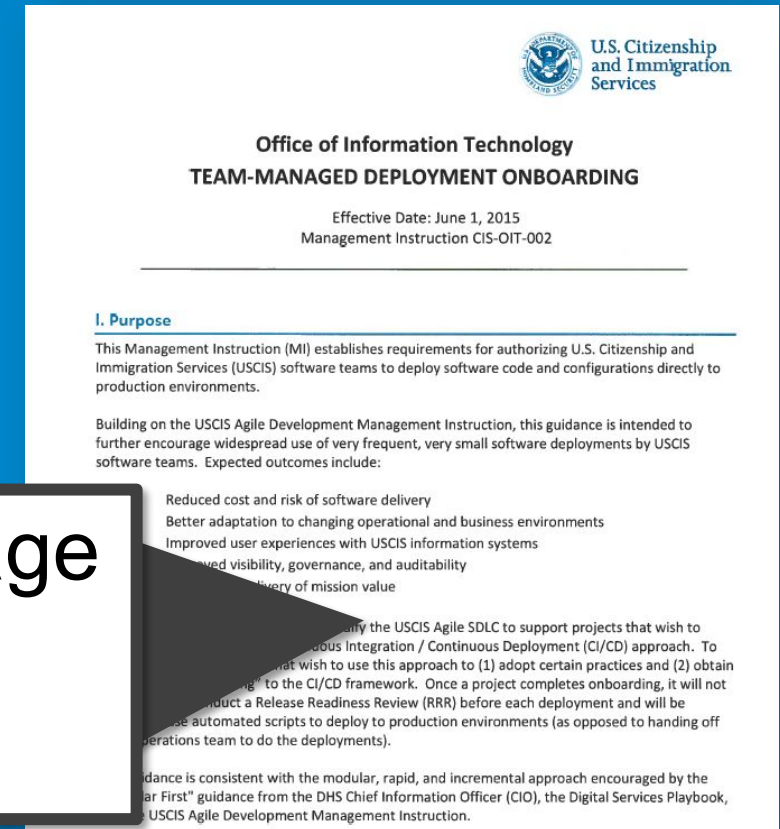 U.S. Citizenship
and Immigration
Services
Office of Information Technology
TEAM-MANAGED DEPLOYMENT ONBOARDING
Effective Date: June 1, 2015
Management Instruction CIS-OIT-002
I. Purpose
This Management Instruction (MI) establishes requirements for authorizing U.S. Citizenship and
Immigration Services (USCIS) software teams to deploy software code and configurations directly to
production environments.
Building on the USCIS Agile Development Management Instruction, this guidance is intended to
further encourage widespread use of very frequent, very small software deployments by USCIS
software teams. Expected outcomes include:
Reduced cost and risk of software delivery
Better adaptation to changing operational and business environments
Improved user experiences with USCIS information systems
visibility, governance, and auditability
of mission value
the USCIS Agile SDLC to support projects that wish to
Integration / Continuous Deployment (CI/CD) approach. To
wish to use this approach to (1) adopt certain practices and (2) obtain
to the CI/CD framework. Once a project completes onboarding, it will not
a Release Readiness Review (RRR) before each deployment and will be
automated scripts to deploy to production environments (as opposed to handing off
team to do the deployments).
is consistent with the modular, rapid, and incremental approach encouraged by the
First" guidance from the DHS Chief Information Officer (CIO), the Digital Services Playbook,
USCIS Agile Development Management Instruction.